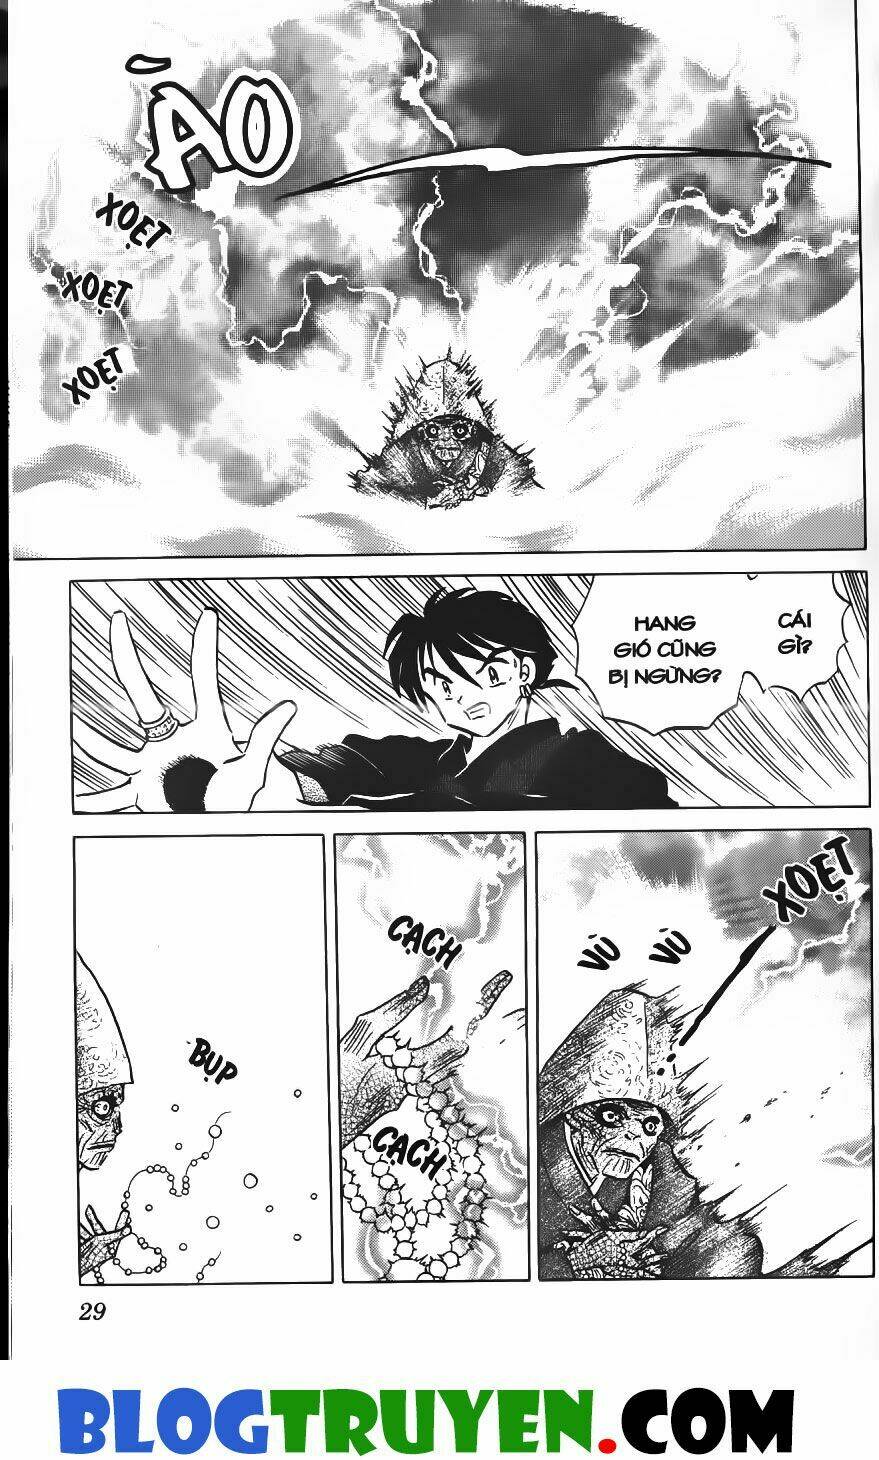 ÀO
XOẸT
XOẸT
XOẸT
CÁI
GÌ?
HANG
GIÓ CŨNG
BỊ NGỪNG?
XOẸT
VÙ
VÙ
CẠCH
CẠCH
BỤP
29
BLOGTRUYEN.COM